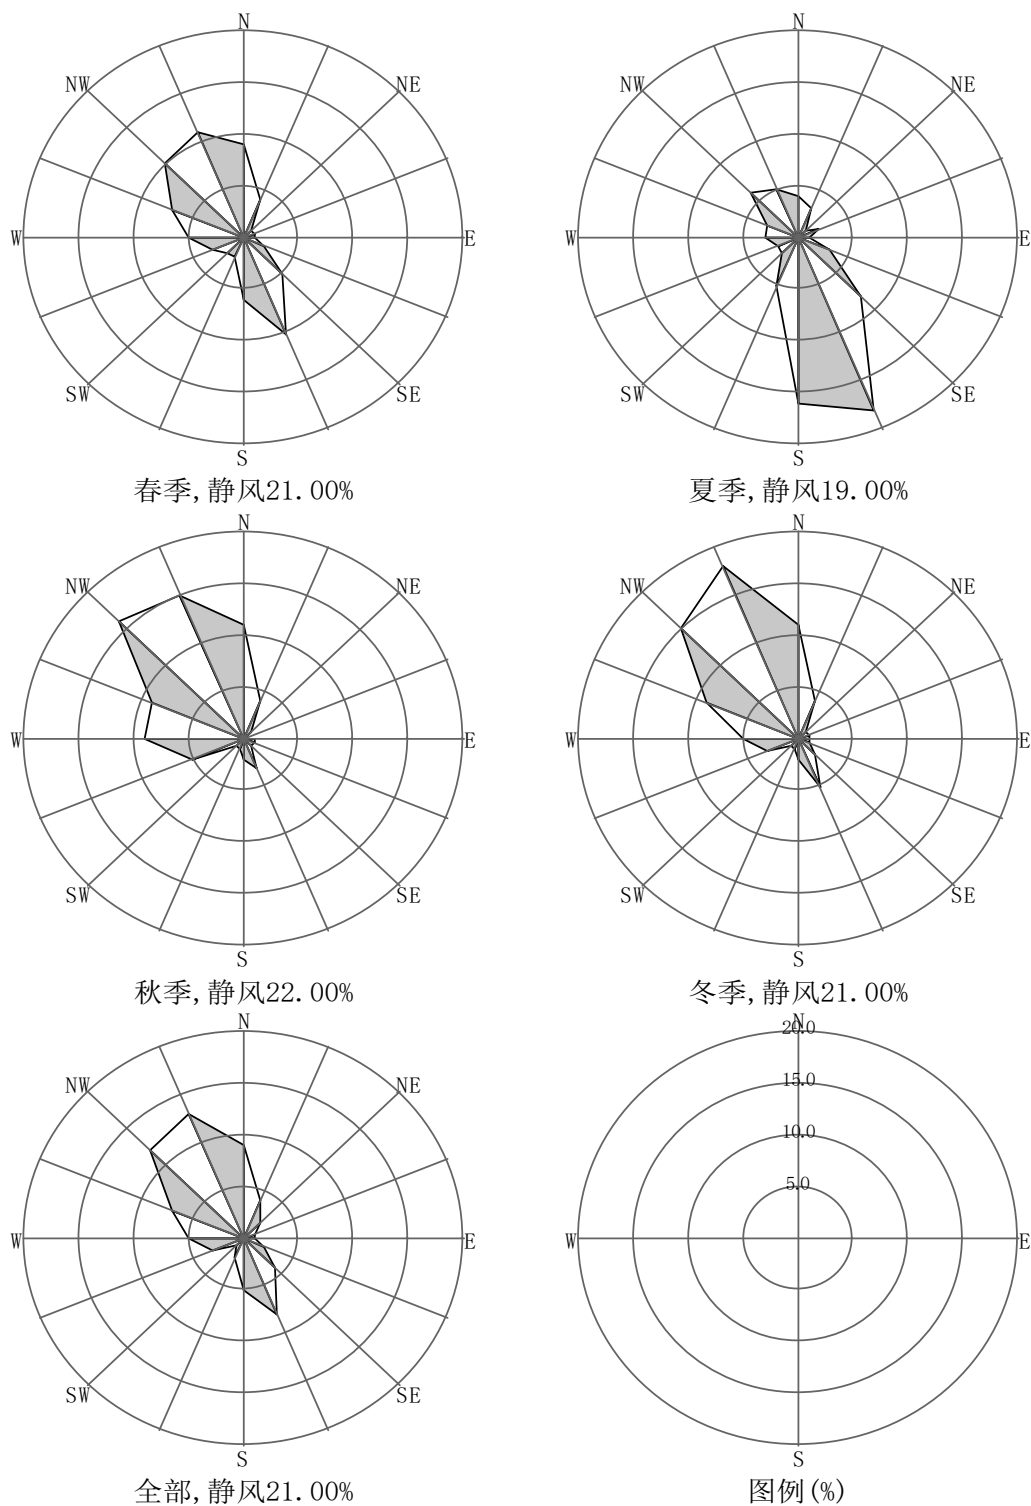 N N
NW NE NW NE
W E W E
SW SE SW SE
S S
春季,静风21.00% 夏季,静风19.00%
N N
NW NE NW NE
W E W E
SW SE SW SE
S S
秋季,静风22.00% 冬季,静风21.00%
N N
20.0
NW NE 15.0
10.0
5.0
W E W E
SW SE
S S
全部,静风21.00% 图例(%)